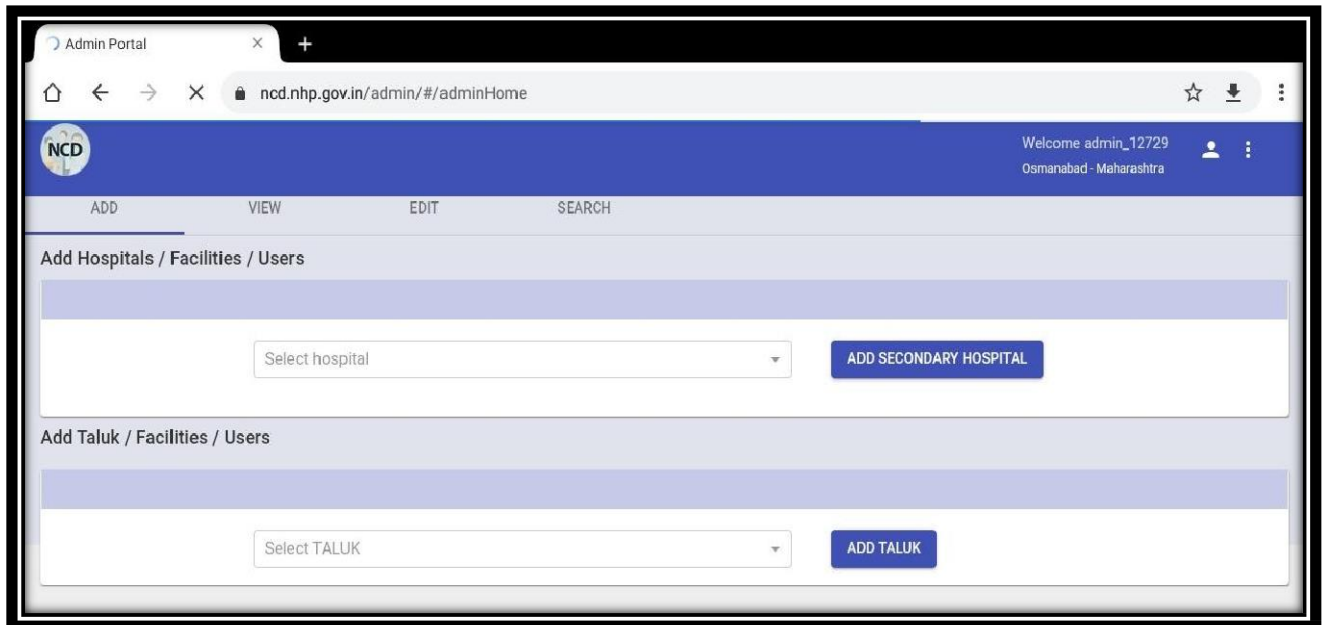 Admin Portal
ncd.nhp.gov.in/admin/#/adminHome
NCD
Welcome admin_12729
Osmanabad - Maharashtra
ADD VIEW EDIT SEARCH
Add Hospitals / Facilities / Users
Select hospital ADD SECONDARY HOSPITAL
Add Taluk / Facilities / Users
Select TALUK ADD TALUK